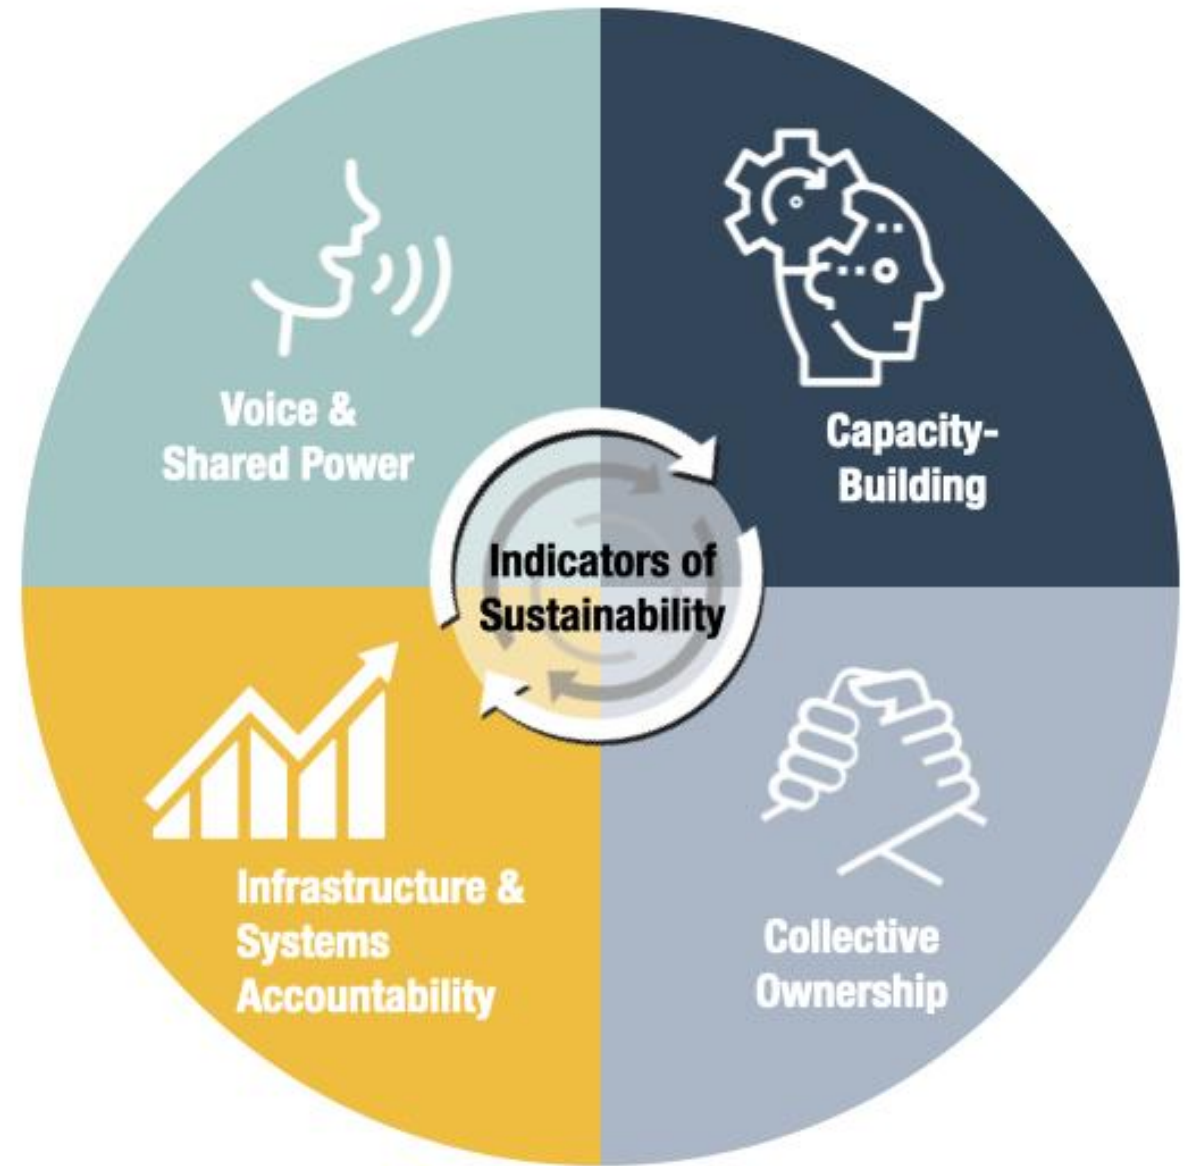 Voice &
Shared Power
Capacity-
Building
Indicators of
Sustainability
Infrastructure &
Systems
Accountability
Collective
Ownership